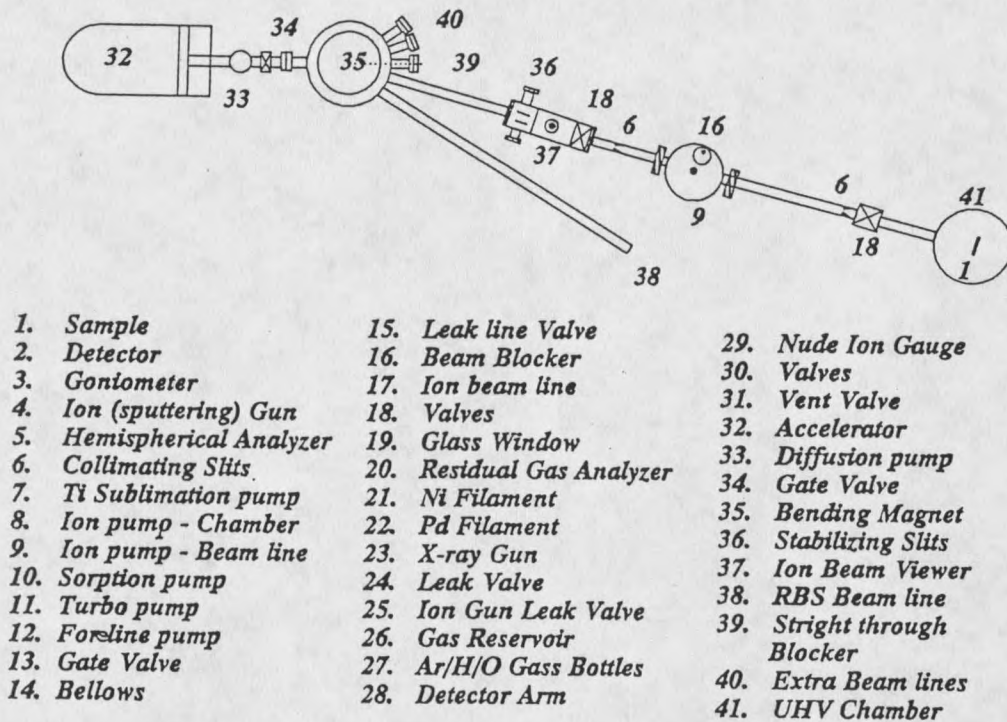 40
34
32
35
39
36
33
18
6
16
37
9
6
41
18
1
38
1. Sample
2. Detector
3. Goniometer
4. Ion (sputtering) Gun
5. Hemispherical Analyzer
6. Collimating Slits
7. Ti Sublimation pump
8. Ion pump - Chamber
9. Ion pump - Beam line
10. Sorption pump
11. Turbo pump
12. Foreline pump
13. Gate Valve
14. Bellows
15. Leak line Valve
16. Beam Blocker
17. Ion beam line
18. Valves
19. Glass Window
20. Residual Gas Analyzer
21. Ni Filament
22. Pd Filament
23. X-ray Gun
24. Leak Valve
25. Ion Gun Leak Valve
26. Gas Reservoir
27. Ar/H/O Gass Bottles
28. Detector Arm
29. Nude Ion Gauge
30. Valves
31. Vent Valve
32. Accelerator
33. Diffusion pump
34. Gate Valve
35. Bending Magnet
36. Stabilizing Slits
37. Ion Beam Viewer
38. RBS Beam line
39. Stright through
Blocker
40. Extra Beam lines
41. UHV Chamber